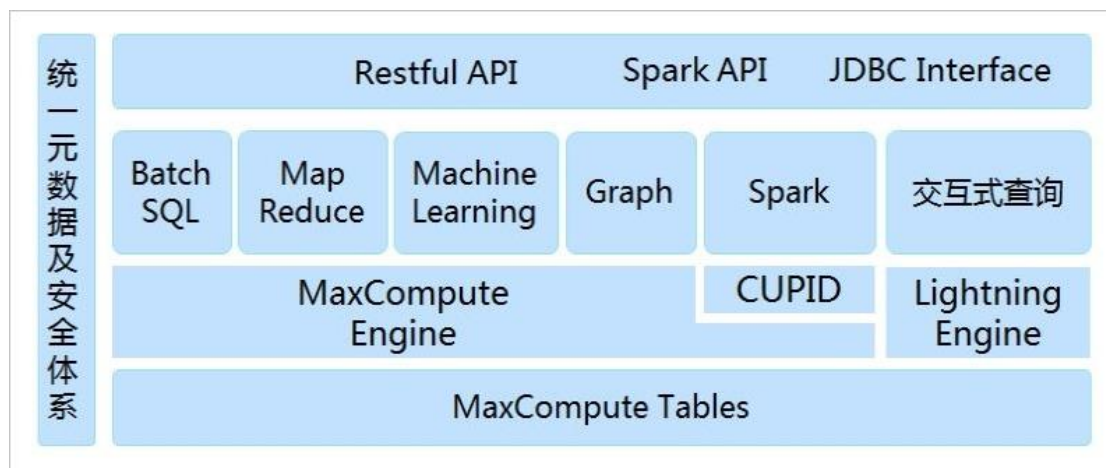 统一元数据及安全体系
Restful API Spark API JDBC Interface
Batch
SQL
Map
Reduce
Machine
Learning
Graph
Spark
交互式查询
MaxCompute
Engine
CUPID
Lightning
Engine
MaxCompute Tables